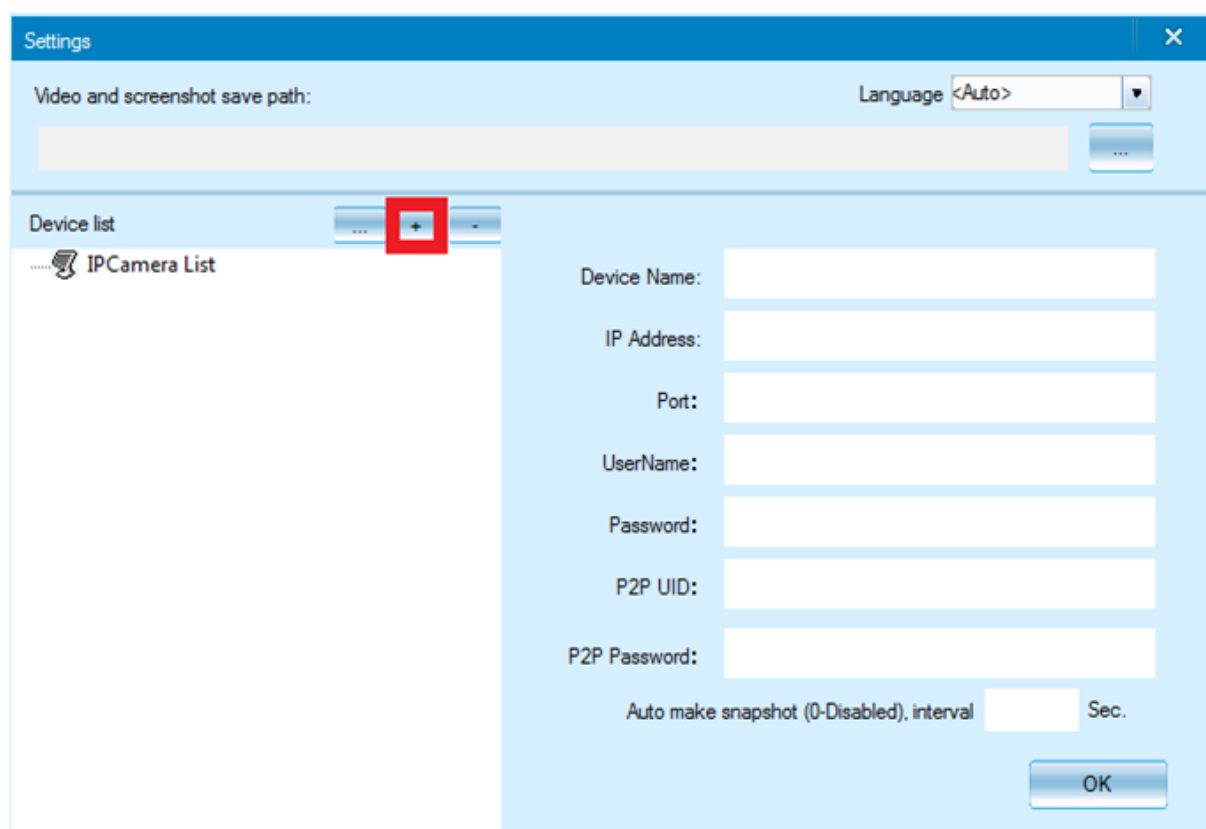 Settings
Video and screenshot save path:
Language <Auto>
...
Device list
... + -
IPCamera List
Device Name:
IP Address:
Port:
UserName:
Password:
P2P UID:
P2P Password:
Auto make snapshot (0-Disabled), interval Sec.
OK